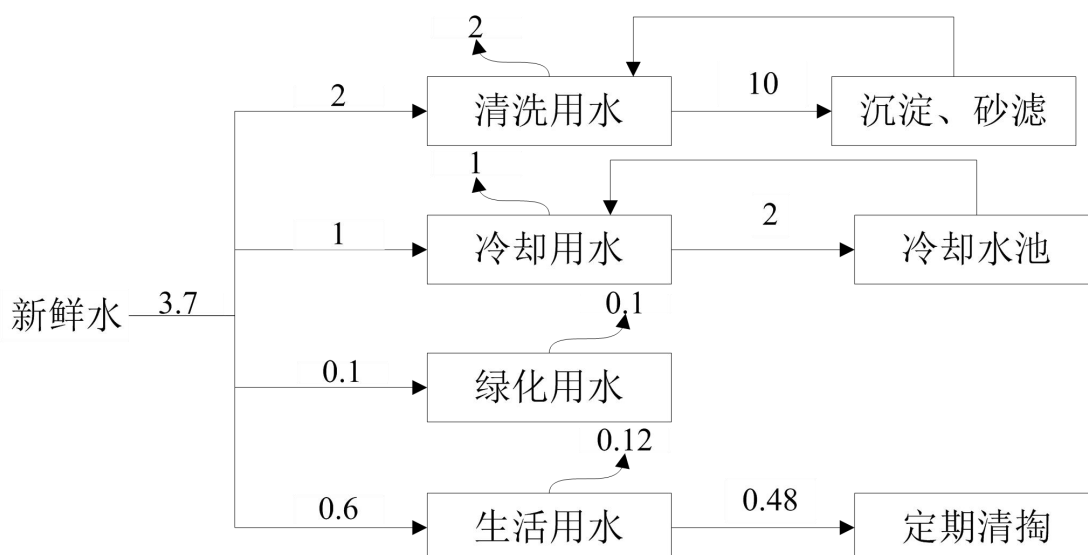 2
2
清洗用水
10
沉淀、砂滤
1
1
冷却用水
2
冷却水池
新鲜水
3.7
0.1
0.1
绿化用水
0.12
0.6
生活用水
0.48
定期清掏